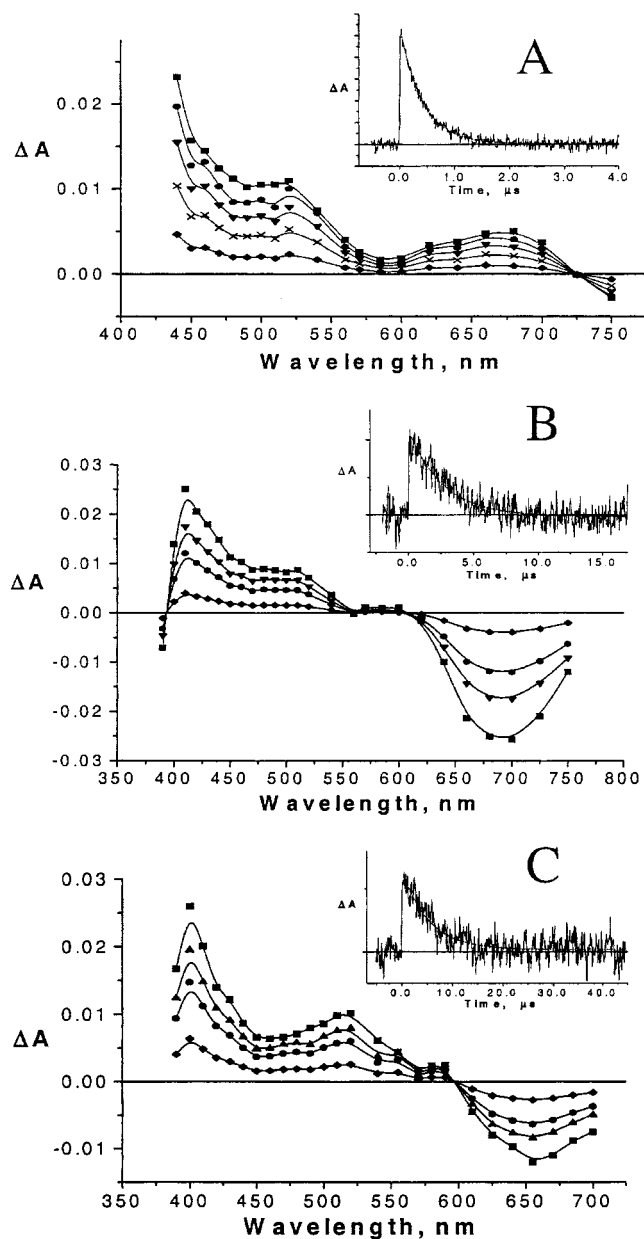 A
ΔA
0.0 1.0 2.0 3.0 4.0
Time, μs
0.02
0.01
0.00
ΔA
400 450 500 550 600 650 700 750
Wavelength, nm
B
ΔA
0.0 5.0 10.0 15.0
Time, μs
0.03
0.02
0.01
0.00
-0.01
-0.02
-0.03
ΔA
350 400 450 500 550 600 650 700 750 800
Wavelength, nm
C
ΔA
0.0 10.0 20.0 30.0 40.0
Time, μs
0.03
0.02
0.01
0.00
-0.01
ΔA
350 400 450 500 550 600 650 700
Wavelength, nm